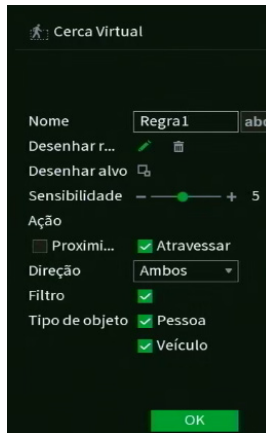 Cerca Virtual
Nome Regra1 abc
Desenhar r...
Desenhar alvo
Sensibilidade − + 5
Ação
Proximi... Atravessar
Direção Ambos
Filtro
Tipo de objeto Pessoa
Veículo
OK